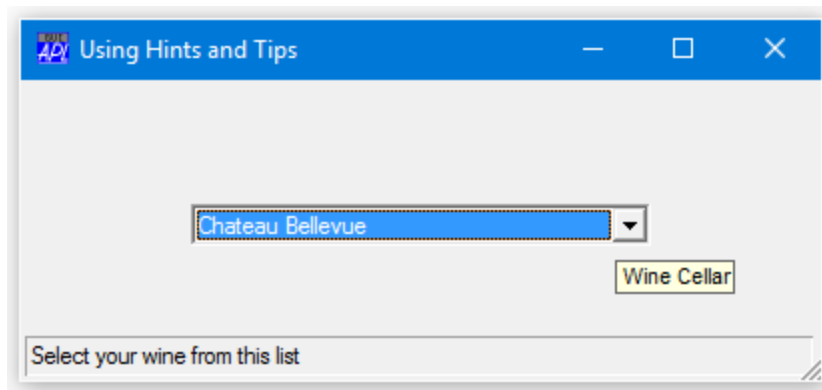 Using Hints and Tips
Chateau Bellevue
Wine Cellar
Select your wine from this list